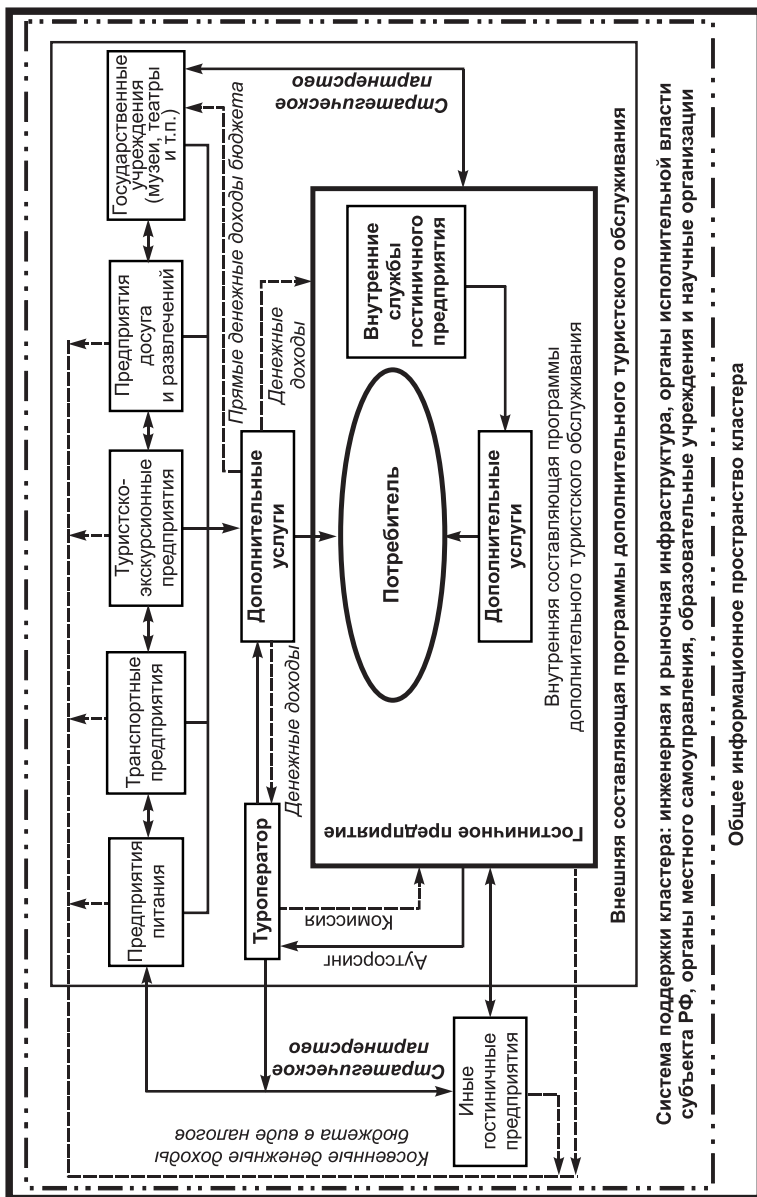 Предприятия
питания
Транспортные
предприятия
Туристско-
экскурсионные
предприятия
Предприятия
досуга
и развлечений
Государственные
учреждения
(музеи, театры
и т.п.)
Косвенные денежные доходы
бюджета в виде налогов
Стратегическое
партнерство
Туроператор
Денежные доходы
Дополнительные
услуги
Прямые денежные доходы бюджета
Денежные
доходы
Стратегическое
партнерство
Аутсорсинг
Комиссия
Гостиничное предприятие
Потребитель
Внутренние
службы
гостиничного
предприятия
Дополнительные
услуги
Внутренняя составляющая программы
дополнительного туристского обслуживания
Иные
гостиничные
предприятия
Внешняя составляющая программы дополнительного туристского обслуживания
Система поддержки кластера: инженерная и рыночная инфраструктура, органы исполнительной власти
субъекта РФ, органы местного самоуправления, образовательные учреждения и научные организации
Общее информационное пространство кластера